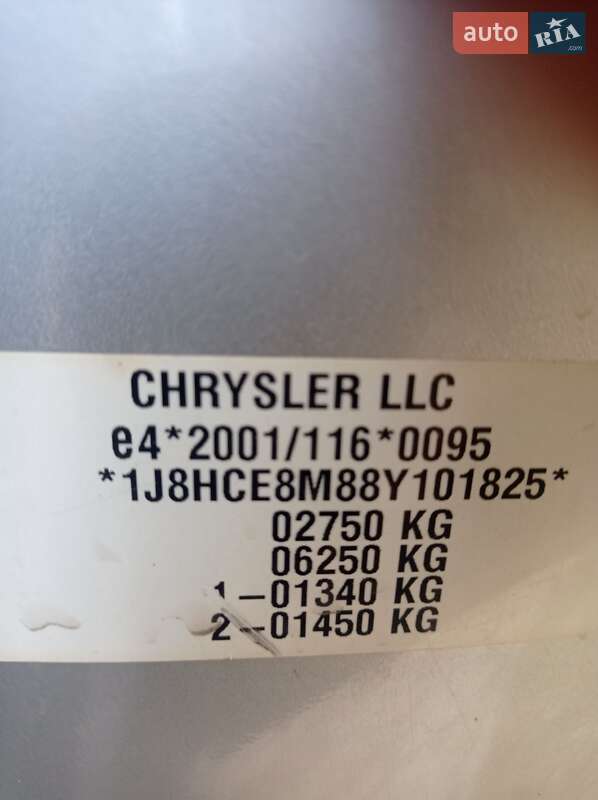 auto RIA .com
CHRYSLER LLC
e4*2001/116*0095
*1J8HCE8M88Y101825*
02750 KG
06250 KG
1-01340 KG
2-01450 KG